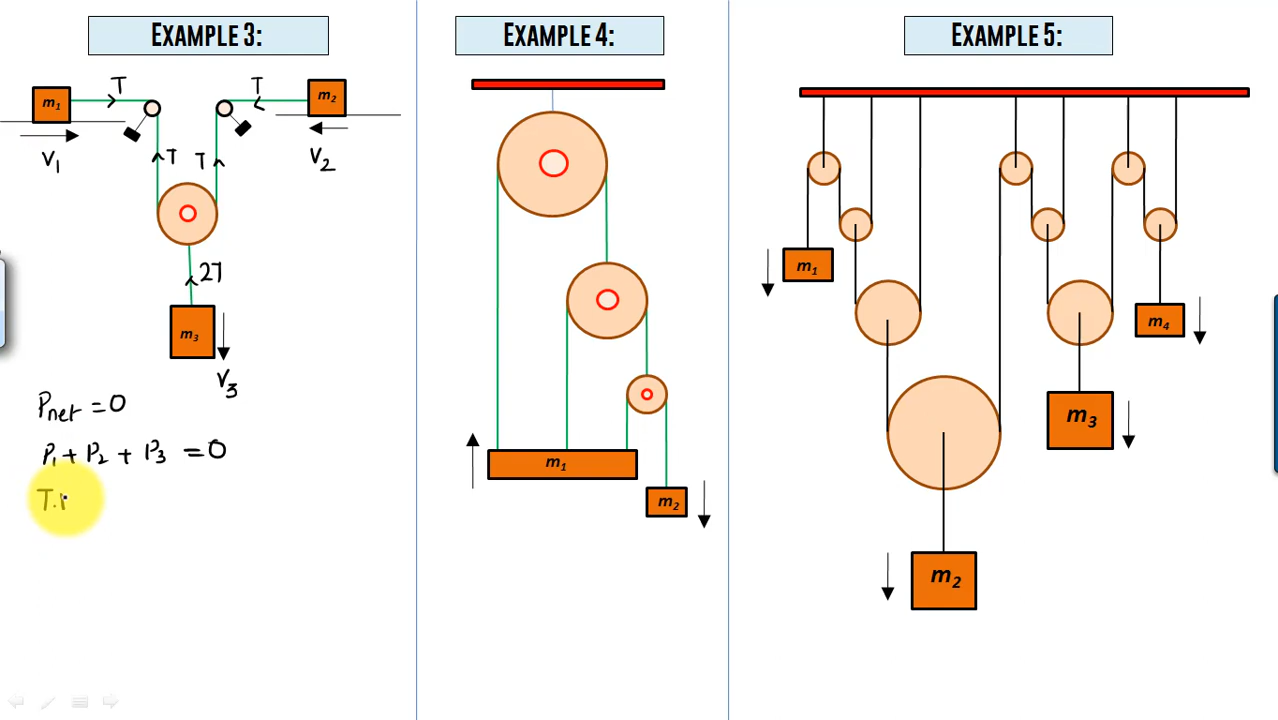 EXAMPLE 3:
m1
T
T
m2
V1
T
T
V2
2T
m3
V3
Pnet = 0
P1 + P2 + P3 = 0
EXAMPLE 4:
m1
m2
EXAMPLE 5:
m1
m4
m3
m2